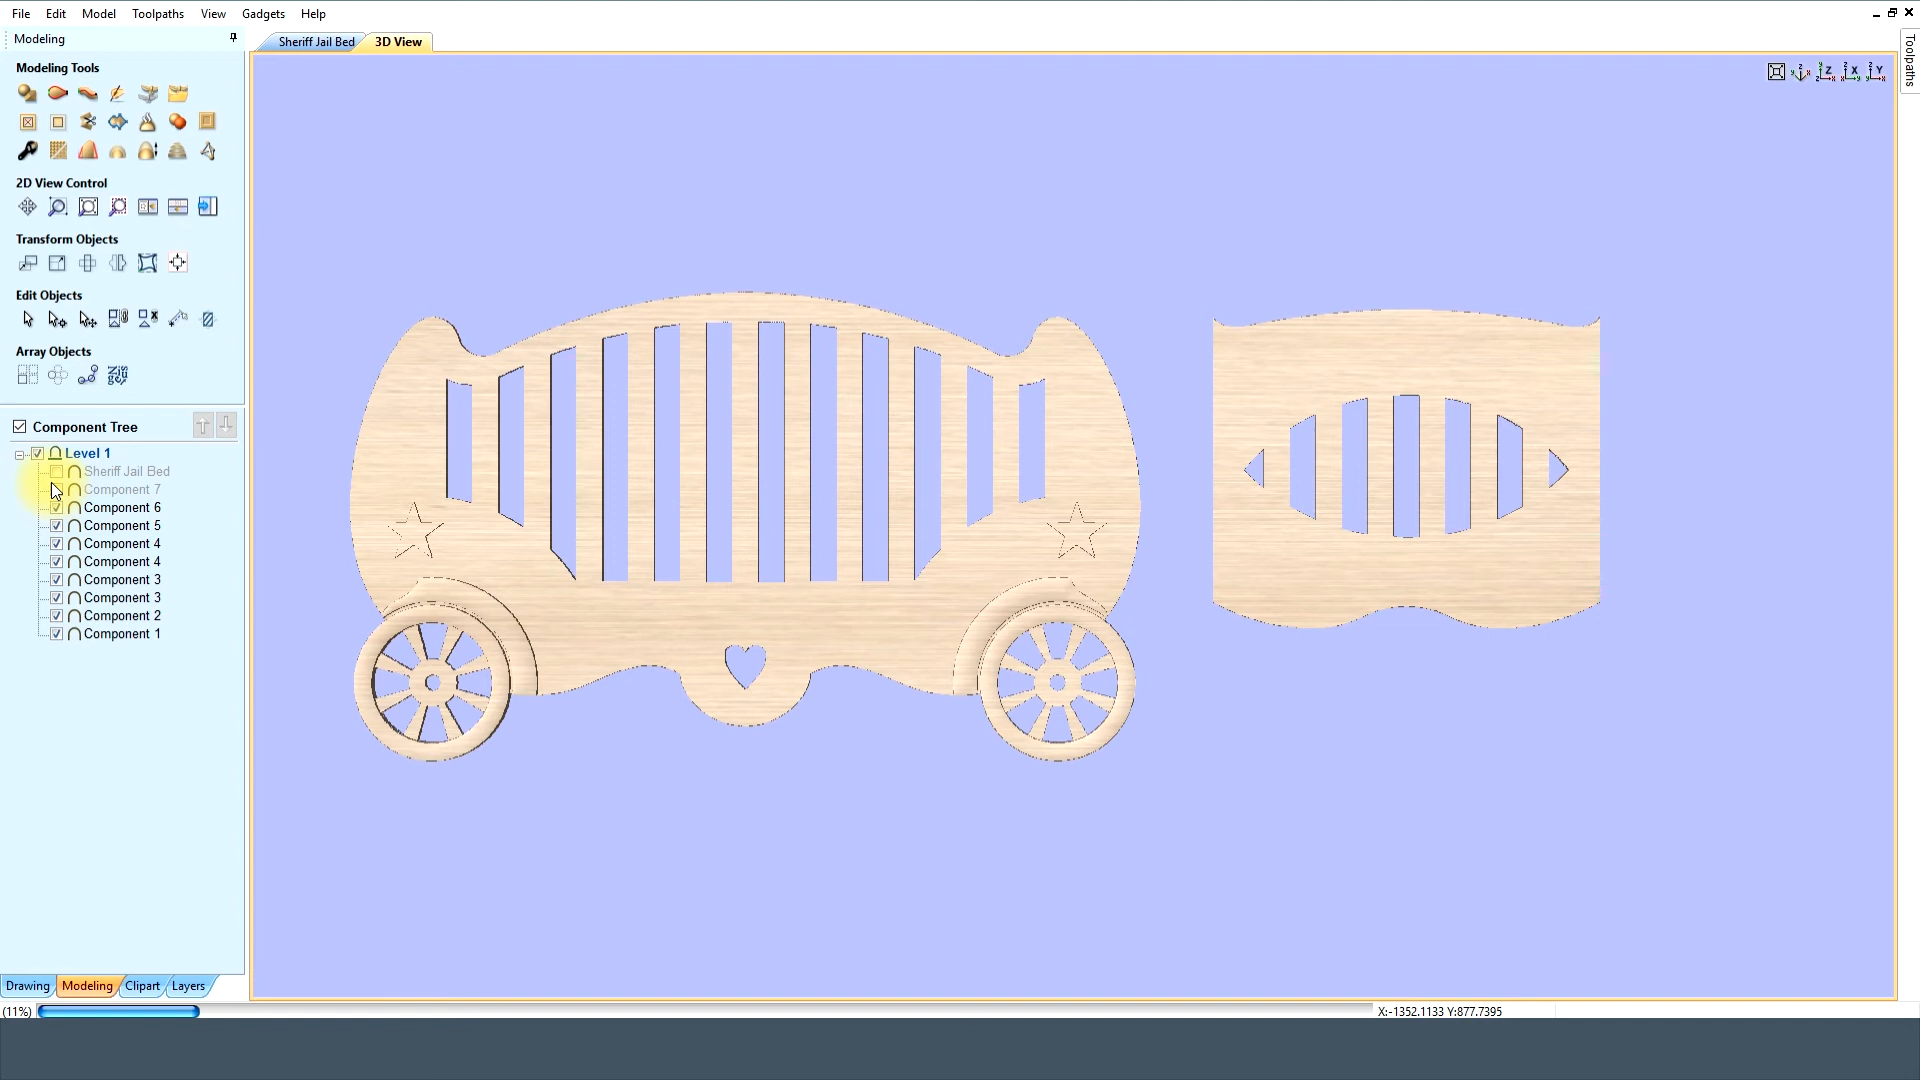 File Edit Model Toolpaths View Gadgets Help
Modeling
Sheriff Jail Bed 3D View
Toolpaths
Modeling Tools
2D View Control
Transform Objects
Edit Objects
Array Objects
Component Tree
Level 1
Sheriff Jail Bed
Component 7
Component 6
Component 5
Component 4
Component 4
Component 3
Component 3
Component 2
Component 1
Drawing Modeling Clipart Layers
(11%) X:-1352.1133 Y:877.7395